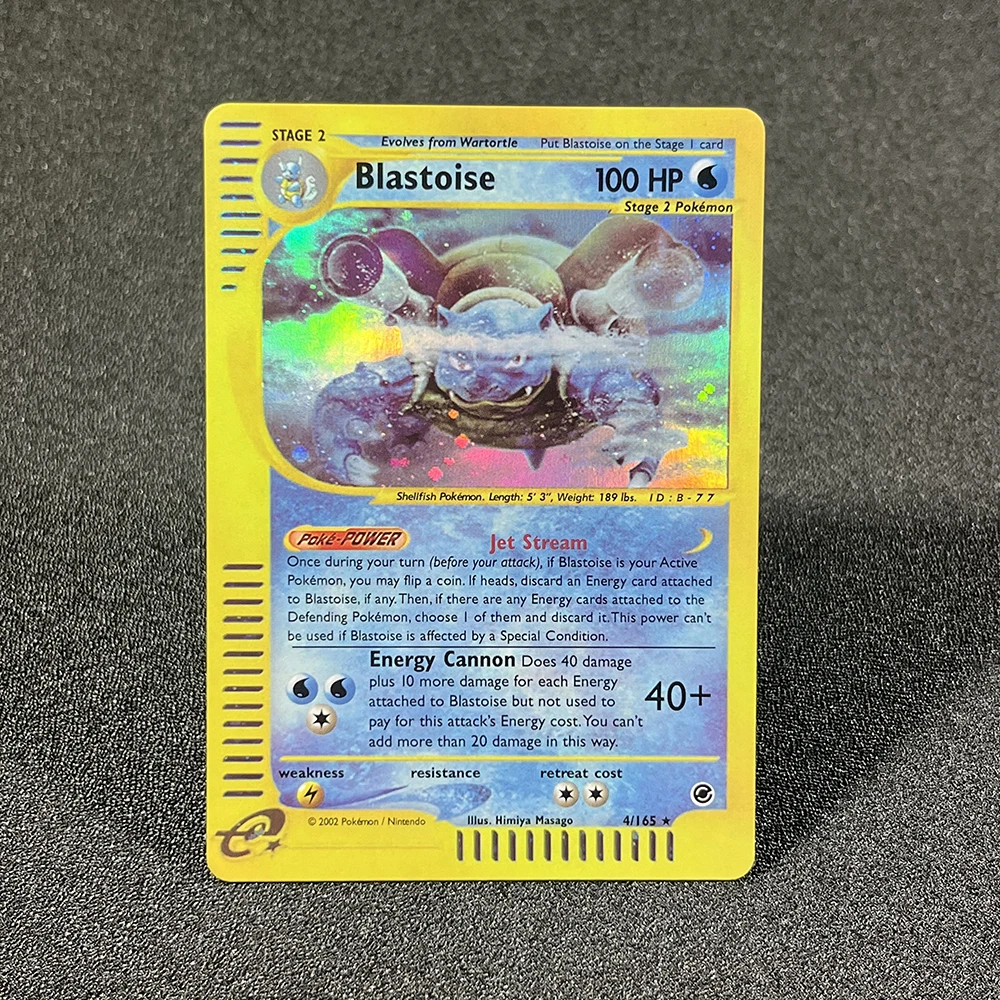 STAGE 2
Evolves from Wartortle Put Blastoise on the Stage 1 card
Blastoise 100 HP
Stage 2 Pokémon
Shellfish Pokémon. Length: 5' 3", Weight: 189 lbs. ID:B-77
Poké-POWER Jet Stream
Once during your turn (before your attack), if Blastoise is your Active
Pokémon, you may flip a coin. If heads, discard an Energy card attached
to Blastoise, if any. Then, if there are any Energy cards attached to the
Defending Pokémon, choose 1 of them and discard it. This power can't
be used if Blastoise is affected by a Special Condition.
Energy Cannon Does 40 damage
plus 10 more damage for each Energy
attached to Blastoise but not used to
pay for this attack's Energy cost. You can't
add more than 20 damage in this way.
40+
weakness resistance retreat cost
© 2002 Pokémon / Nintendo Illus. Himiya Masago 4/165 ★
e